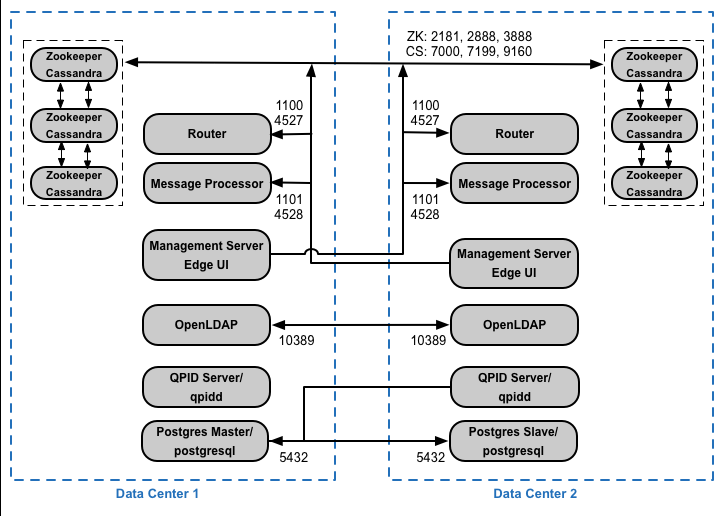 ZK: 2181, 2888, 3888
CS: 7000, 7199, 9160
Zookeeper
Cassandra
Zookeeper
Cassandra
Zookeeper
Cassandra
Zookeeper
Cassandra
Zookeeper
Cassandra
Zookeeper
Cassandra
1100
4527
1100
4527
Router
Router
Message Processor
Message Processor
1101
4528
1101
4528
Management Server
Edge UI
Management Server
Edge UI
OpenLDAP
OpenLDAP
10389
10389
QPID Server/
qpidd
QPID Server/
qpidd
Postgres Master/
postgresql
Postgres Slave/
postgresql
5432
5432
Data Center 1
Data Center 2